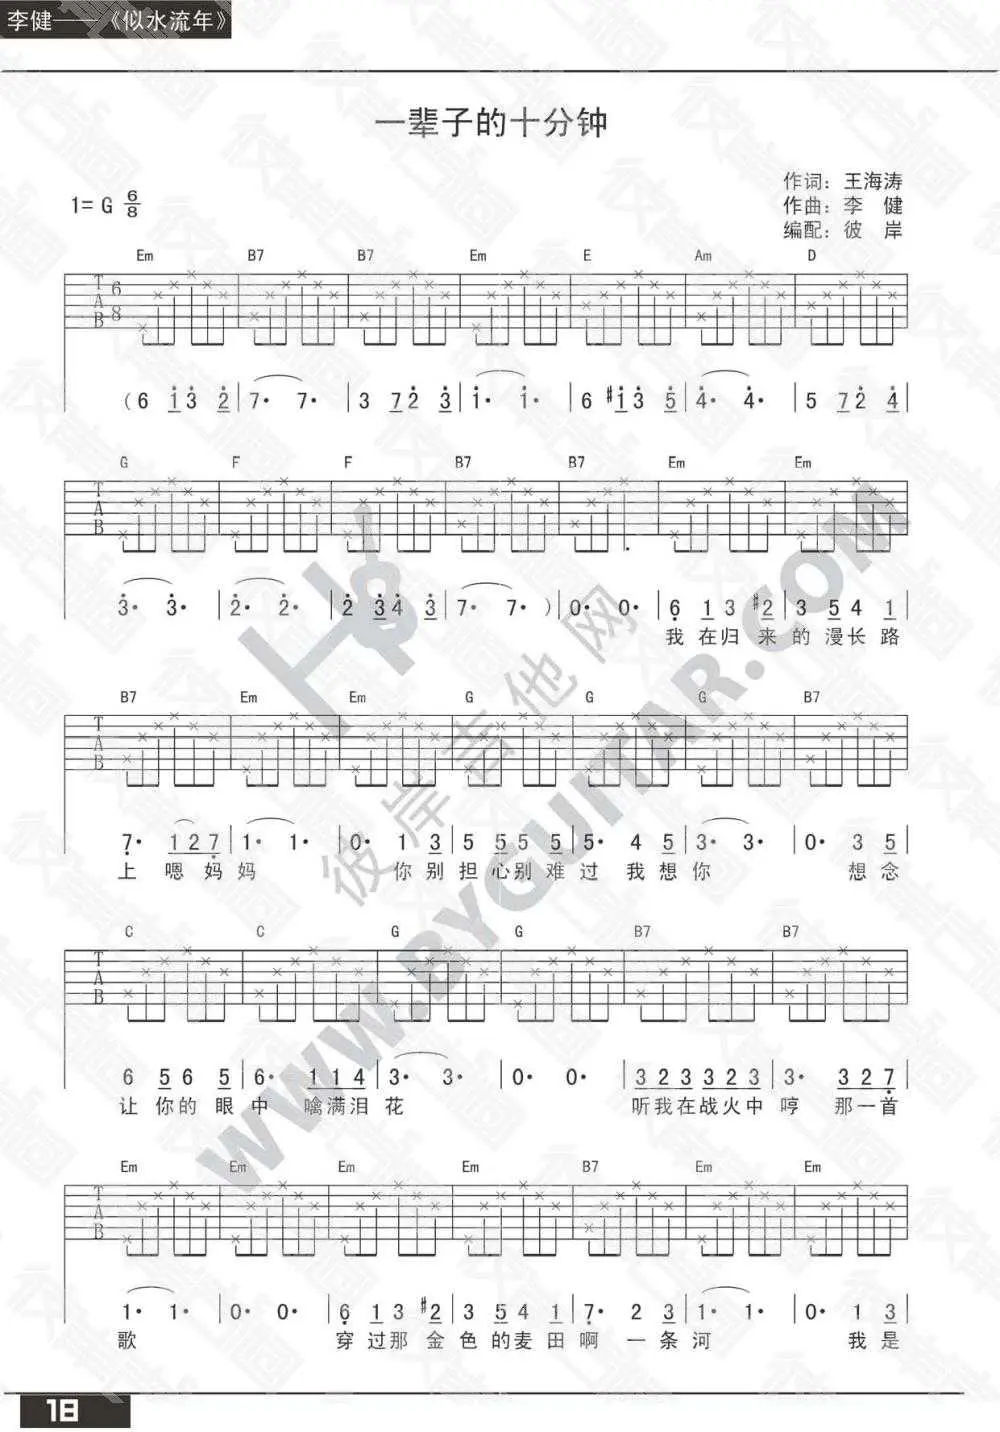 李健——《似水流年》
一辈子的十分钟
1= G 6/8
作词：王海涛
作曲：李 健
编配：彼 岸
Em B7 B7 Em E Am D
T A B 6 8
( 6 1 3 2 | 7· 7· | 3 7 2 3 | 1· 1· | 6 #1 3 5 | 4· 4· | 5 7 2 4 |
G F F B7 B7 Em Em
T A B
3· 3· | 2· 2· | 2 3 4 3 | 7· 7· ) | 0· 0· | 6 1 3 #2 | 3 5 4 1 |
我 在 归 来 的 漫 长 路
B7 Em Em G G G B7
T A B
7· 1 2 7 | 1· 1· | 0· 1 3 | 5 5 5 5 | 5· 4 5 | 3· 3· | 0· 3 5 |
上 嗯 妈 妈 你 别 担 心 别 难 过 我 想 你 想 念
C C G G B7 B7
T A B
6 5 6 5 | 6· 1 1 4 | 3· 3· | 0· 0· | 3 2 3 3 2 3 | 3· 3 2 7 |
让 你 的 眼 中 噙 满 泪 花 听 我 在 战 火 中 哼 那 一 首
Em Em Em Em B7 Em Em
T A B
1· 1· | 0· 0· | 6 1 3 #2 | 3 5 4 1 | 7· 2 3 | 1· 1· | 0· 1 3 |
歌 穿 过 那 金 色 的 麦 田 啊 一 条 河 我 是
彼岸吉他网
WWW.BYGUITAR.COM
18